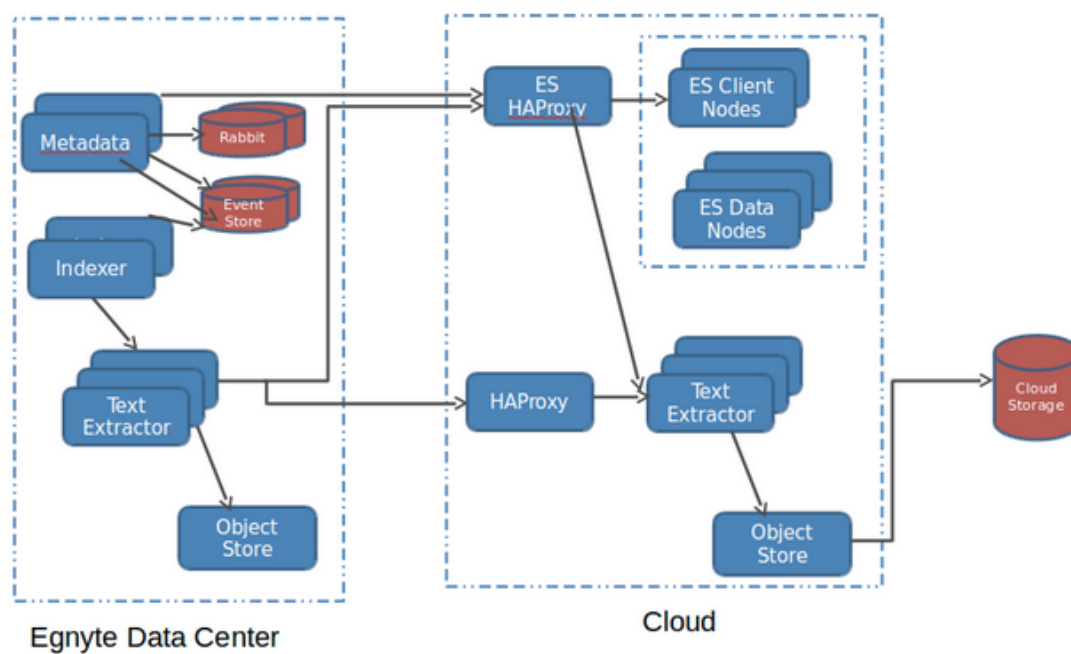 Metadata
Rabbit
Event
Store
Indexer
Text
Extractor
Object
Store
Egnyte Data Center
ES
HAProxy
ES Client
Nodes
ES Data
Nodes
HAProxy
Text
Extractor
Object
Store
Cloud
Cloud
Storage